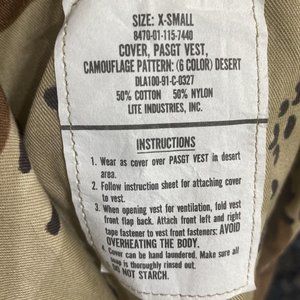 SIZE: X-SMALL
8470-01-115-7440
COVER, PASGT VEST,
CAMOUFLAGE PATTERN: (6 COLOR) DESERT
DLA100-91-C-0327
50% COTTON 50% NYLON
LITE INDUSTRIES, INC.
INSTRUCTIONS
1. Wear as cover over PASGT VEST in desert
area.
2. Follow instruction sheet for attaching cover
to vest.
3. When opening vest for ventilation, fold vest
front flap back. Attach front left and right
tape fastener to vest front fasteners: AVOID
OVERHEATING THE BODY.
4. Cover can be hand laundered. Make sure all
soap is thoroughly rinsed out.
DO NOT STARCH.